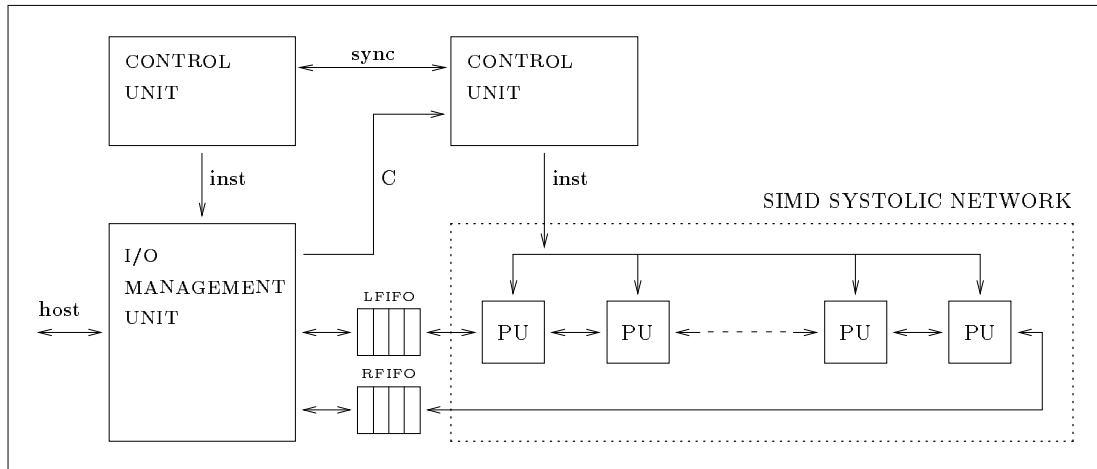 CONTROL
UNIT
sync
CONTROL
UNIT
inst
C
inst
SIMD SYSTOLIC NETWORK
I/O
MANAGEMENT
UNIT
host
LFIFO
PU
PU
PU
PU
RFIFO